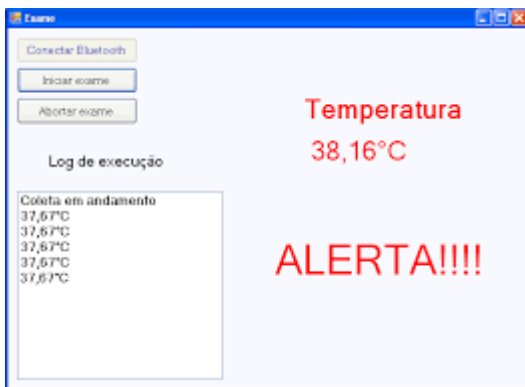 Exame
Conectar Bluetooth
Iniciar exame
Abortar exame
Log de execução
Coleta em andamento
37,67°C
37,67°C
37,67°C
37,67°C
37,67°C
Temperatura
38,16°C
ALERTA!!!!